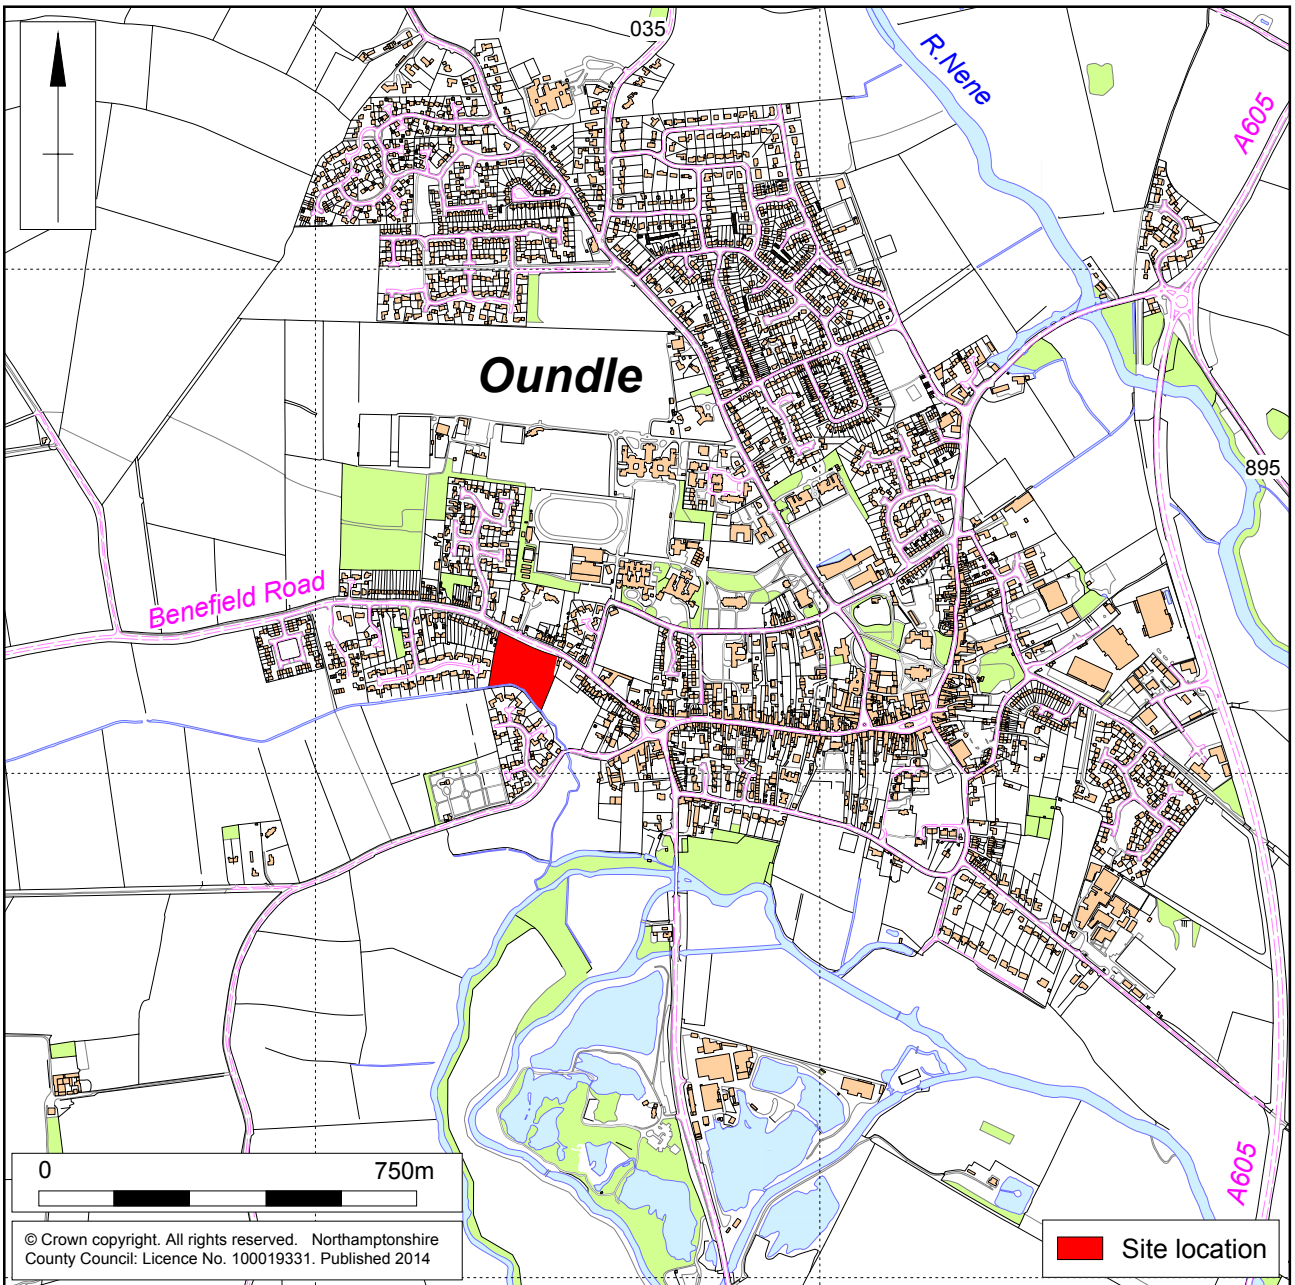 035
R.Nene
A605
Oundle
895
Benefield Road
0 750m
A605
© Crown copyright. All rights reserved. Northamptonshire
County Council: Licence No. 100019331. Published 2014
Site location